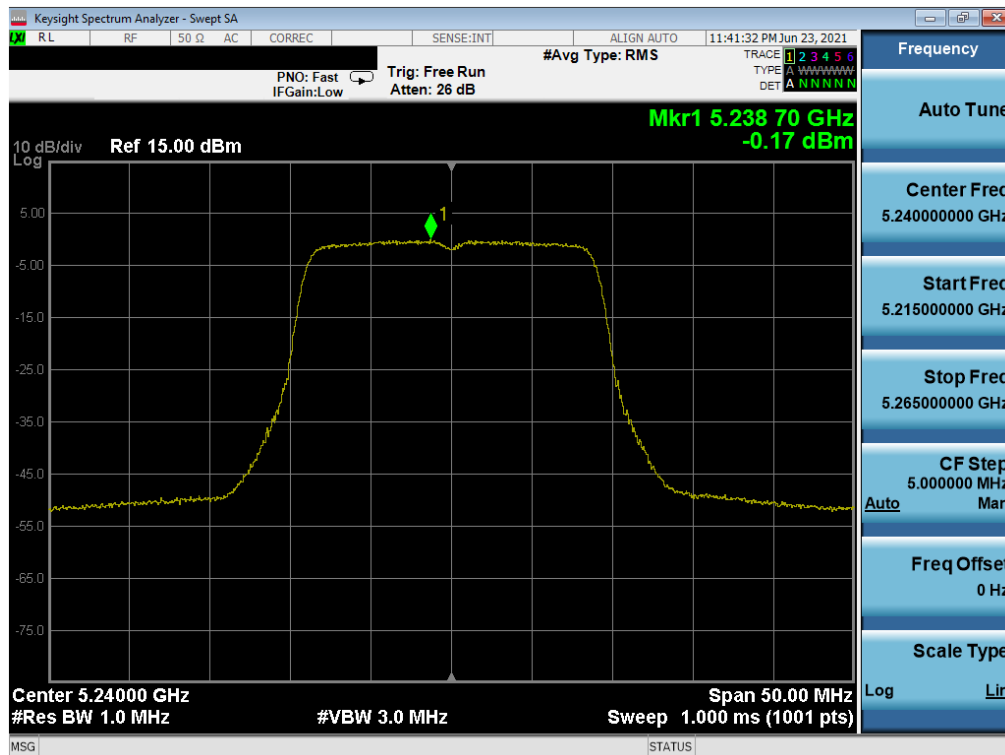 Keysight Spectrum Analyzer - Swept SA
LXI RL RF 50 Ω AC CORREC SENSE:INT ALIGN AUTO 11:41:32 PM Jun 23, 2021
#Avg Type: RMS
TRACE 1 2 3 4 5 6
PNO: Fast Trig: Free Run TYPE A WWWWW
IFGain:Low Atten: 26 dB DET A N N N N N
Mkr1 5.238 70 GHz
10 dB/div Ref 15.00 dBm -0.17 dBm
Log
1
5.00
-5.00
-15.0
-25.0
-35.0
-45.0
-55.0
-65.0
-75.0
Center 5.24000 GHz Span 50.00 MHz
#Res BW 1.0 MHz #VBW 3.0 MHz Sweep 1.000 ms (1001 pts)
MSG STATUS
Frequency
Auto Tune
Center Freq
5.240000000 GHz
Start Freq
5.215000000 GHz
Stop Freq
5.265000000 GHz
CF Step
5.000000 MHz
Auto Man
Freq Offset
0 Hz
Scale Type
Log Lin